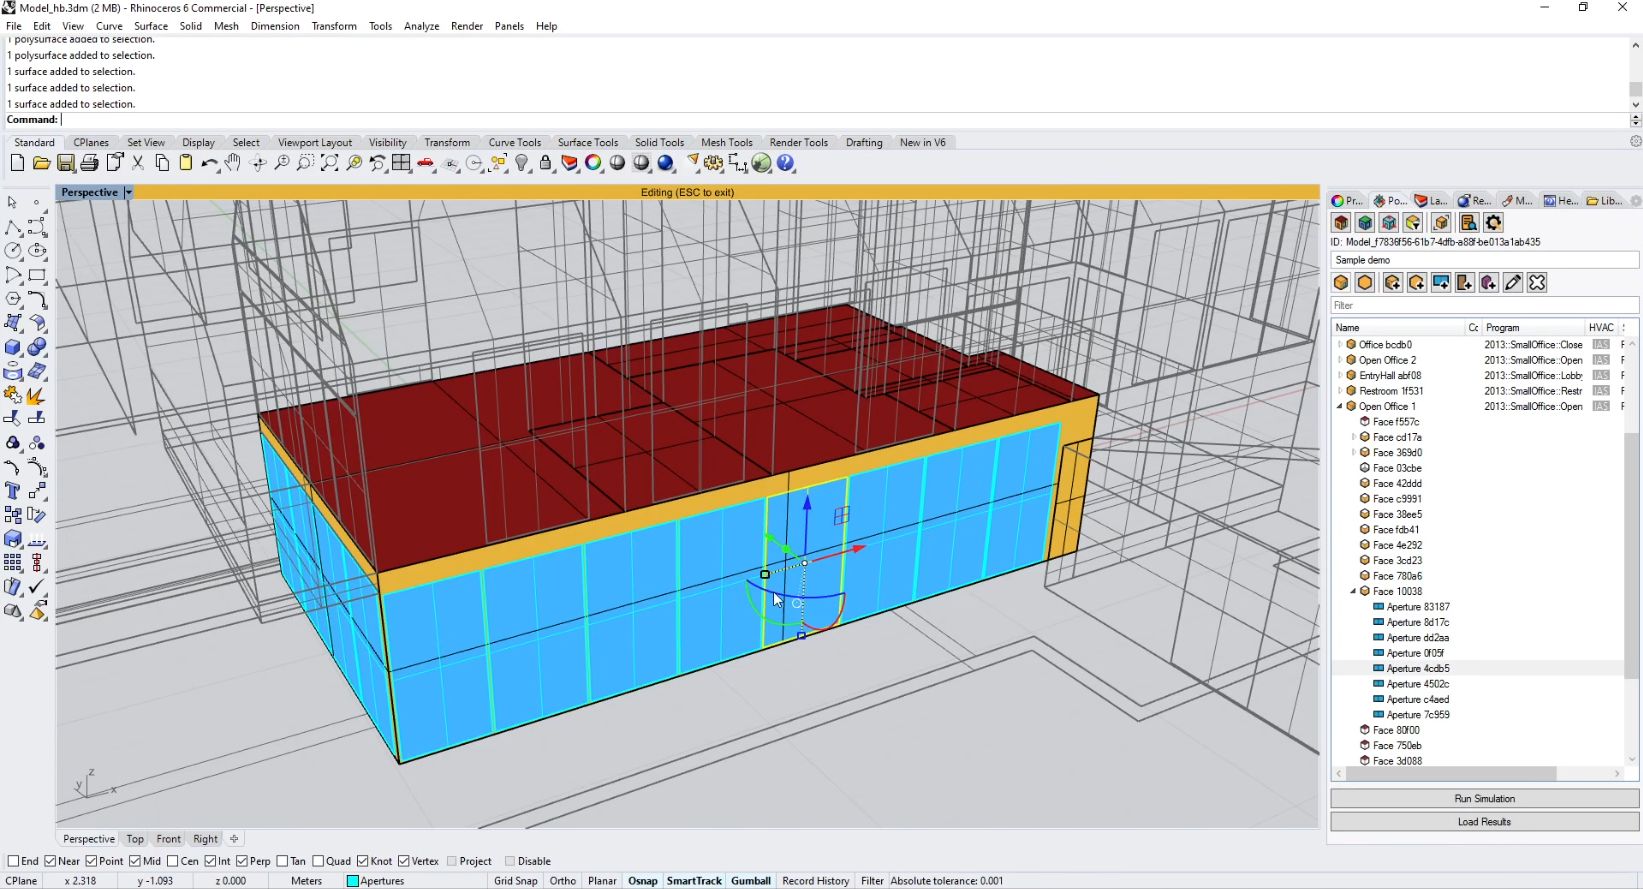 Model_hb.3dm (2 MB) - Rhinoceros 6 Commercial - [Perspective]
File Edit View Curve Surface Solid Mesh Dimension Transform Tools Analyze Render Panels Help
1 polysurface added to selection.
1 polysurface added to selection.
1 surface added to selection.
1 surface added to selection.
1 surface added to selection.
Command:
Standard CPlanes Set View Display Select Viewport Layout Visibility Transform Curve Tools Surface Tools Solid Tools Mesh Tools Render Tools Drafting New in V6
Perspective Editing (ESC to exit)
Pr... Po... La... Re... M... He... Lib...
ID: Model_f7836f56-61b7-4dfb-a88f-be013a1ab435
Sample demo
Filter
Name Cc Program HVAC
Office bcdb0 2013::SmallOffice::Close IAS F
Open Office 2 2013::SmallOffice::Open IAS F
EntryHall abf08 2013::SmallOffice::Lobby IAS F
Restroom 1f531 2013::SmallOffice::Restr IAS F
Open Office 1 2013::SmallOffice::Open IAS F
Face f557c
Face cd17a
Face 369d0
Face 03cbe
Face 42ddd
Face c9991
Face 38ee5
Face fdb41
Face 4e292
Face 3cd23
Face 780a6
Face 10038
Aperture 83187
Aperture 8d17c
Aperture dd2aa
Aperture 0f05f
Aperture 4cdb5
Aperture 4502c
Aperture c4aed
Aperture 7c959
Face 80f00
Face 750eb
Face 3d088
Run Simulation
Load Results
z
y
x
Perspective Top Front Right
End Near Point Mid Cen Int Perp Tan Quad Knot Vertex Project Disable
CPlane x 2.318 y -1.093 z 0.000 Meters Apertures Grid Snap Ortho Planar Osnap SmartTrack Gumball Record History Filter Absolute tolerance: 0.001